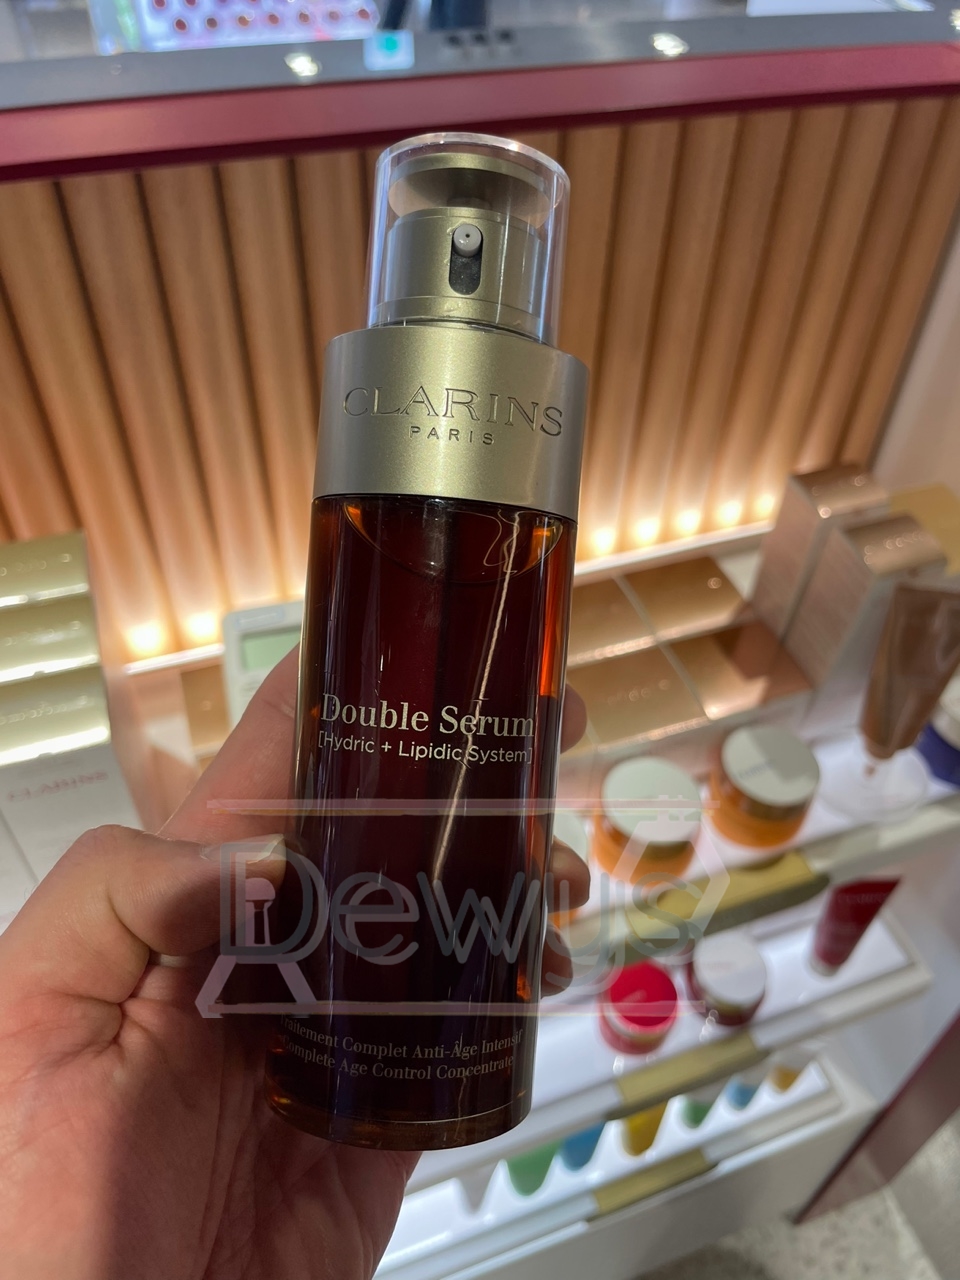 CLARINS
PARIS
Double Serum
[Hydric + Lipidic System]
Dewys
Traitement Complet Anti-Âge Intensif
Complete Age Control Concentrate
CLARINS